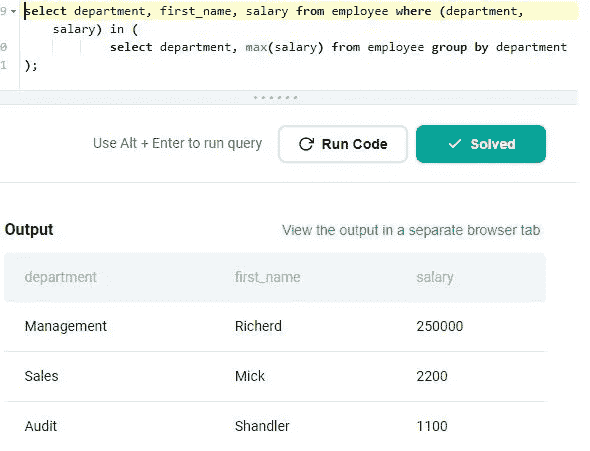 9 select department, first_name, salary from employee where (department,
salary) in (
0 select department, max(salary) from employee group by department
1 );
Use Alt + Enter to run query Run Code Solved
Output View the output in a separate browser tab
department first_name salary
Management Richerd 250000
Sales Mick 2200
Audit Shandler 1100